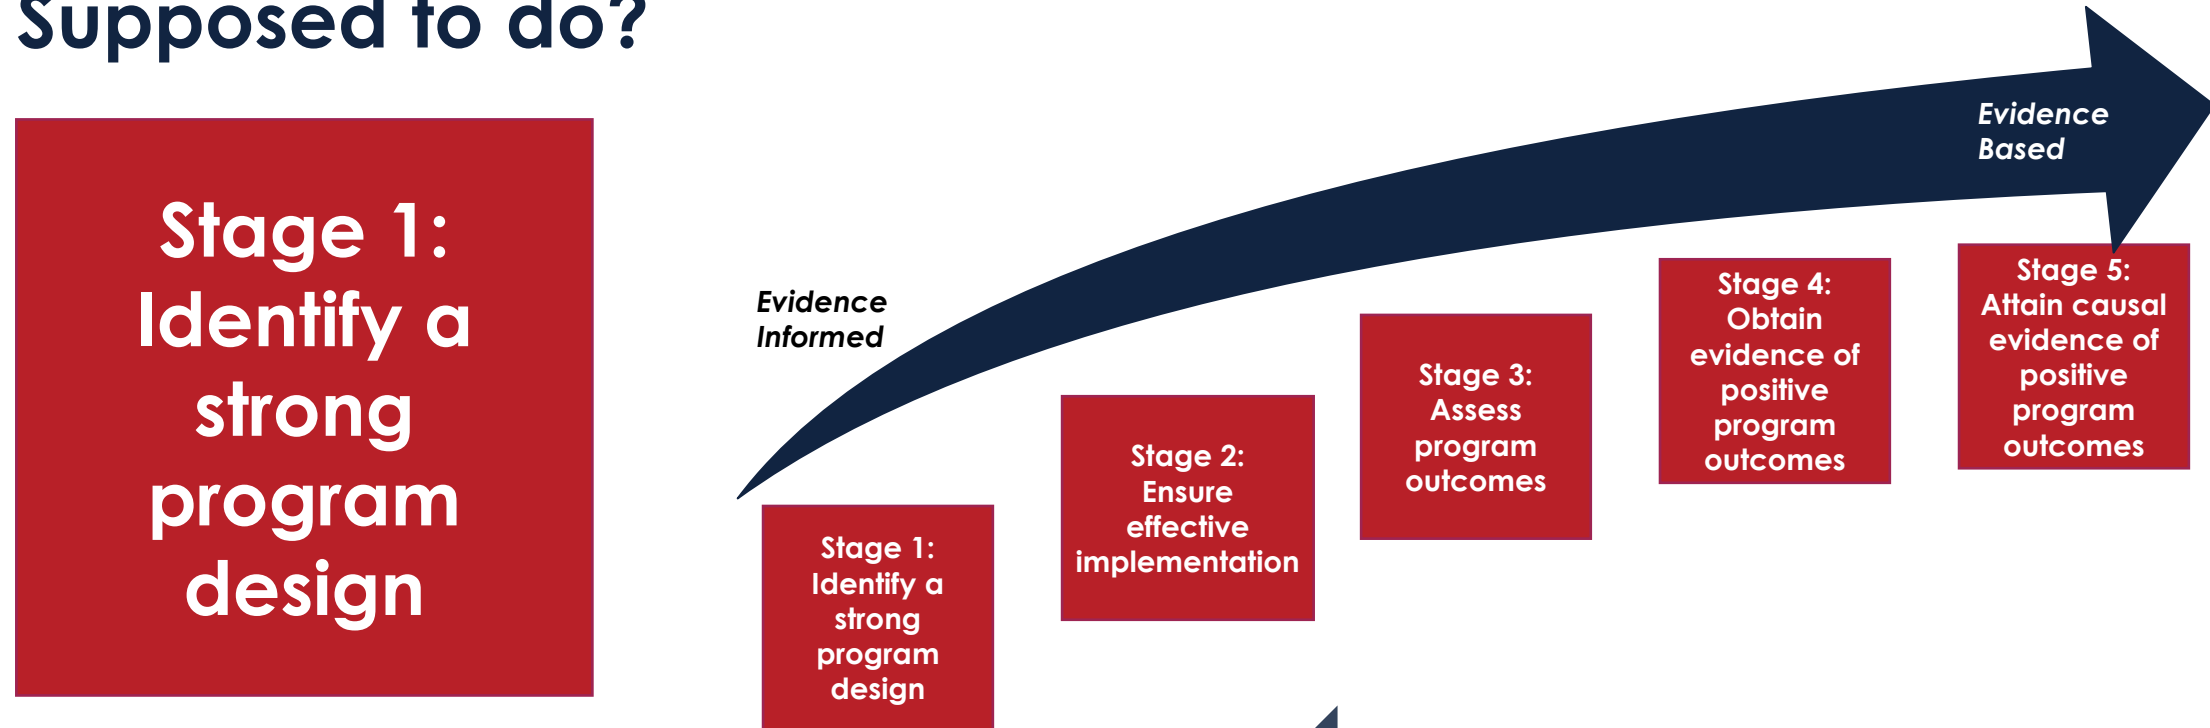 Supposed to do?
Stage 1:
Identify a
strong
program
design
Evidence
Informed
Evidence
Based
Stage 1:
Identify a
strong
program
design
Stage 2:
Ensure
effective
implementation
Stage 3:
Assess
program
outcomes
Stage 4:
Obtain
evidence of
positive
program
outcomes
Stage 5:
Attain causal
evidence of
positive
program
outcomes